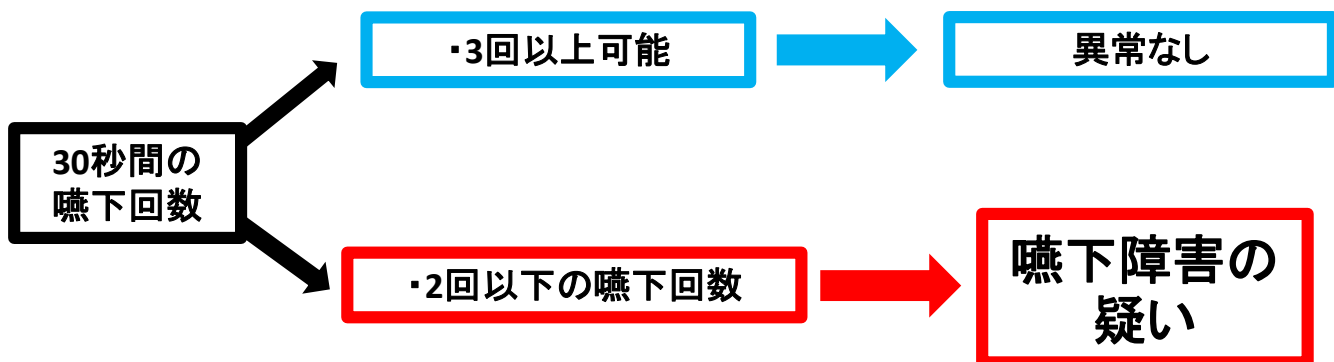 ・3回以上可能
異常なし
30秒間の
嚥下回数
・2回以下の嚥下回数
嚥下障害の
疑い